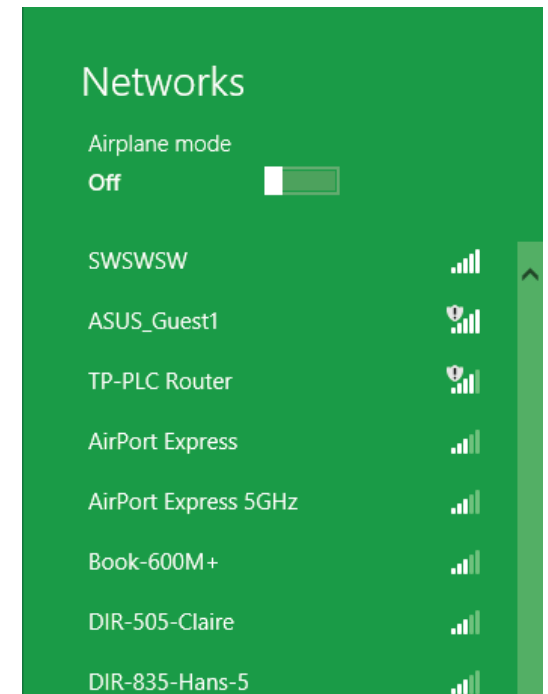 Networks
Airplane mode
Off
SWSWSW
ASUS_Guest1
TP-PLC Router
AirPort Express
AirPort Express 5GHz
Book-600M+
DIR-505-Claire
DIR-835-Hans-5